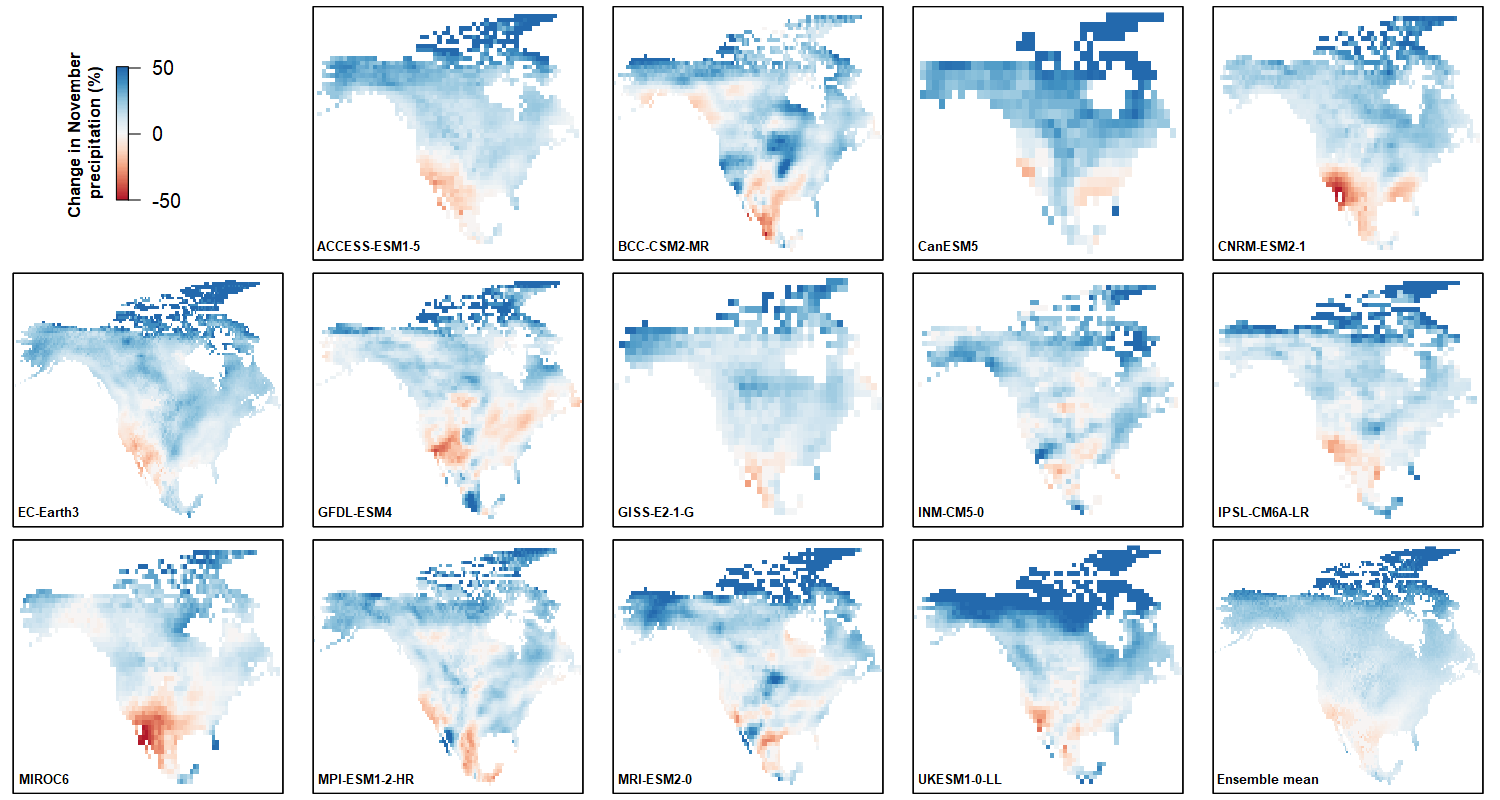 Change in November
precipitation (%)
50
0
-50
ACCESS-ESM1-5
BCC-CSM2-MR
CanESM5
CNRM-ESM2-1
EC-Earth3
GFDL-ESM4
GISS-E2-1-G
INM-CM5-0
IPSL-CM6A-LR
MIROC6
MPI-ESM1-2-HR
MRI-ESM2-0
UKESM1-0-LL
Ensemble mean